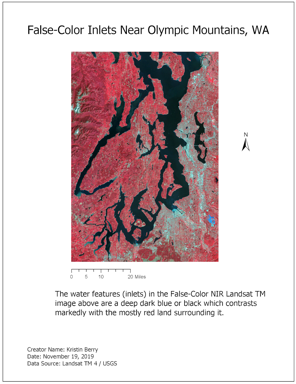 False-Color Inlets Near Olympic Mountains, WA
N
0 5 10 20 Miles
The water features (inlets) in the False-Color NIR Landsat TM
image above are a deep dark blue or black which contrasts
markedly with the mostly red land surrounding it.
Creator Name: Kristin Berry
Date: November 19, 2019
Data Source: Landsat TM 4 / USGS